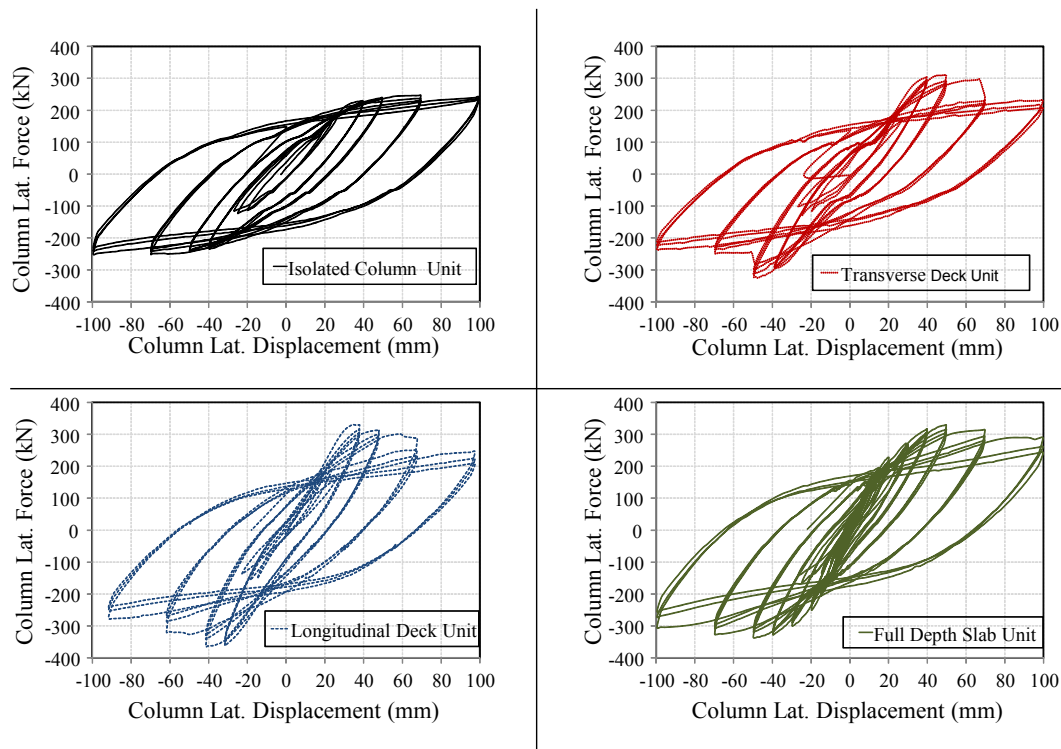 400
300
200
100
0
-100
-200
-300
-400
Column Lat. Force (kN)
Isolated Column Unit
-100 -80 -60 -40 -20 0 20 40 60 80 100
Column Lat. Displacement (mm)
400
300
200
100
0
-100
-200
-300
-400
Column Lat. Force (kN)
Transverse Deck Unit
-100 -80 -60 -40 -20 0 20 40 60 80 100
Column Lat. Displacement (mm)
400
300
200
100
0
-100
-200
-300
-400
Column Lat. Force (kN)
Longitudinal Deck Unit
-100 -80 -60 -40 -20 0 20 40 60 80 100
Column Lat. Displacement (mm)
400
300
200
100
0
-100
-200
-300
-400
Column Lat. Force (kN)
Full Depth Slab Unit
-100 -80 -60 -40 -20 0 20 40 60 80 100
Column Lat. Displacement (mm)